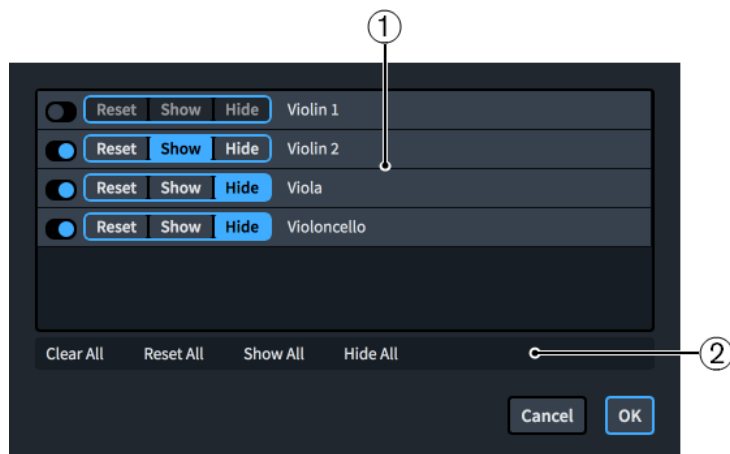 ①
Reset Show Hide Violin 1
Reset Show Hide Violin 2
Reset Show Hide Viola
Reset Show Hide Violoncello
Clear All Reset All Show All Hide All
②
Cancel OK